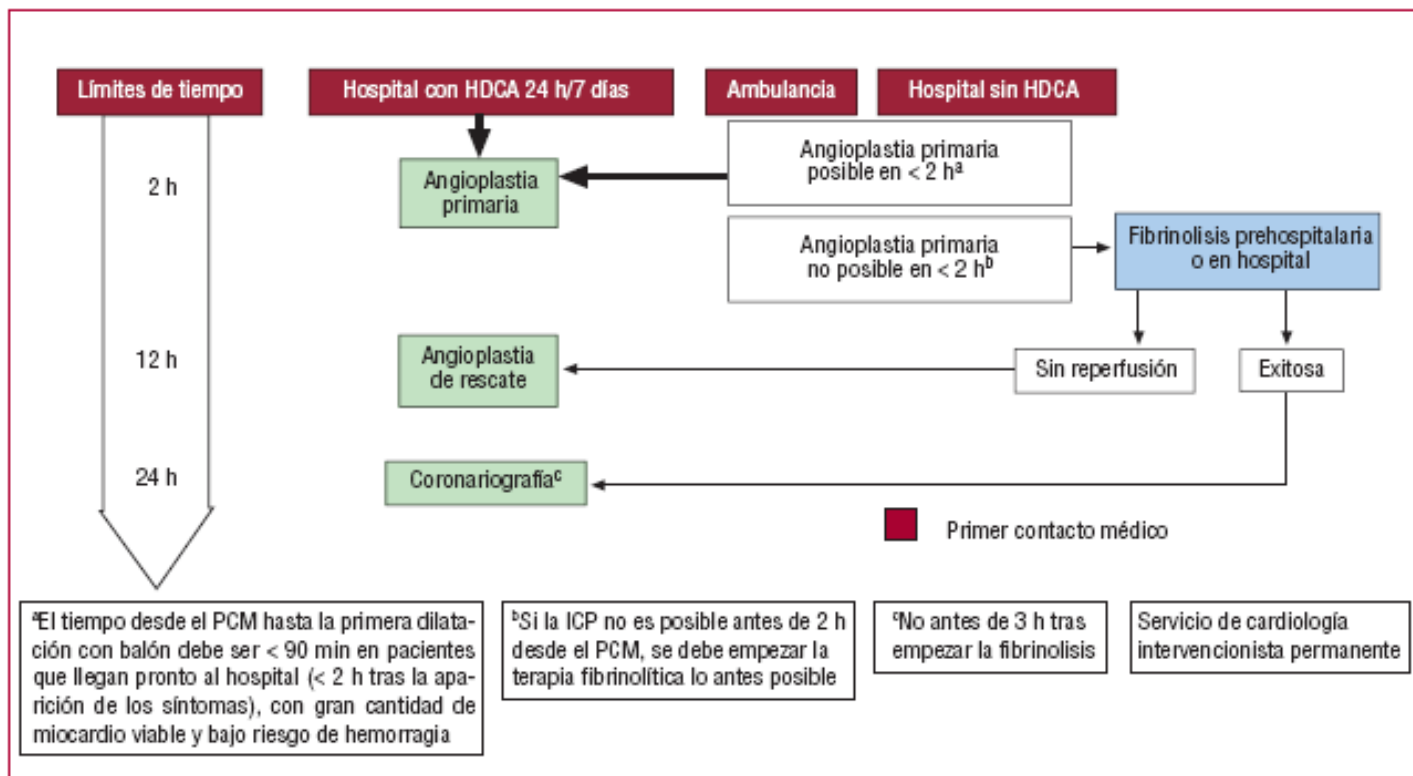 Límites de tiempo
Hospital con HDCA 24 h/7 días
Ambulancia
Hospital sin HDCA
2 h
Angioplastia
primaria
Angioplastia primaria
posible en < 2 hª
Angioplastia primaria
no posible en < 2 hᵇ
Fibrinolisis prehospitalaria
o en hospital
12 h
Angioplastia
de rescate
Sin reperfusión
Exitosa
24 h
Coronariografíaᶜ
Primer contacto médico
ªEl tiempo desde el PCM hasta la primera dilata-
ción con balón debe ser < 90 min en pacientes
que llegan pronto al hospital (< 2 h tras la apa-
rición de los síntomas), con gran cantidad de
miocardio viable y bajo riesgo de hemorragia
ᵇSi la ICP no es posible antes de 2 h
desde el PCM, se debe empezar la
terapia fibrinolítica lo antes posible
ᶜNo antes de 3 h tras
empezar la fibrinolisis
Servicio de cardiología
intervencionista permanente